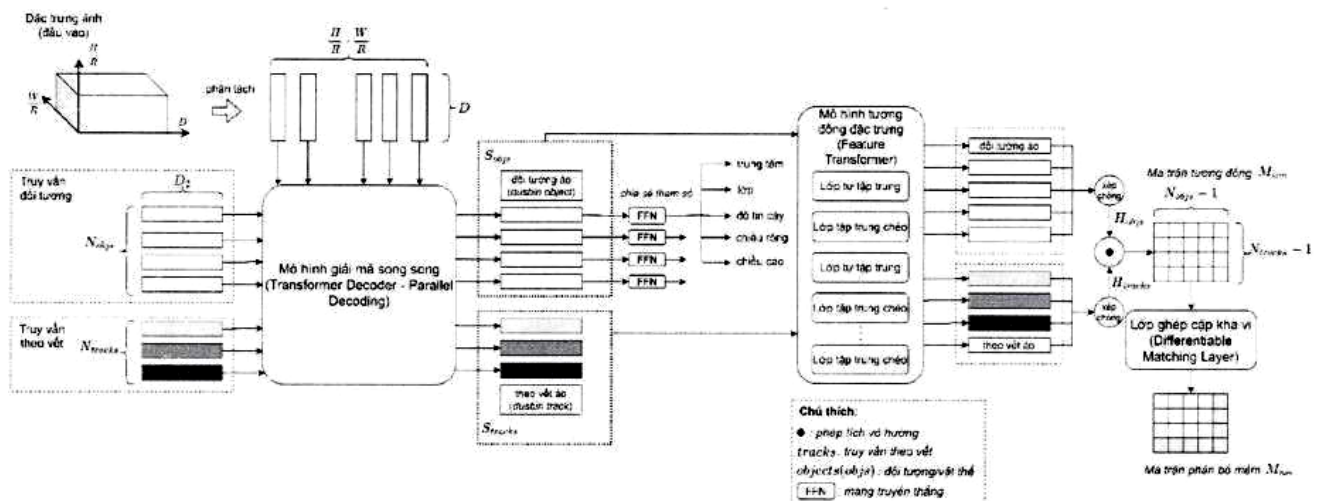 Đặc trưng ảnh
(đầu vào)
H/R
W/R
D
phân tách
H/R · W/R
D
Truy vấn
đối tượng
N_objs
Truy vấn
theo vết
N_tracks
Mô hình giải mã song song
(Transformer Decoder - Parallel
Decoding)
S_objs
đối tượng ảo
(dusbin object)
chia sẻ tham số
FFN
FFN
FFN
FFN
trung tâm
lớp
độ tin cậy
chiều rộng
chiều cao
theo vết ảo
(dusbin track)
S_tracks
Mô hình tương
đồng đặc trưng
(Feature
Transformer)
Lớp tự tập trung
Lớp tập trung chéo
Lớp tự tập trung
Lớp tập trung chéo
Lớp tập trung chéo
đối tượng ảo
theo vết ảo
xếp
chồng
H_objs
H_tracks
xếp
chồng
Ma trận tương đồng M_sim
N_objs − 1
N_tracks − 1
Lớp ghép cặp khả vi
(Differentiable
Matching Layer)
Ma trận phân bổ mềm
Chú thích:
● : phép tích vô hướng
tracks : truy vấn theo vết
objects(objs) : đối tượng/vật thể
FFN : mạng truyền thẳng